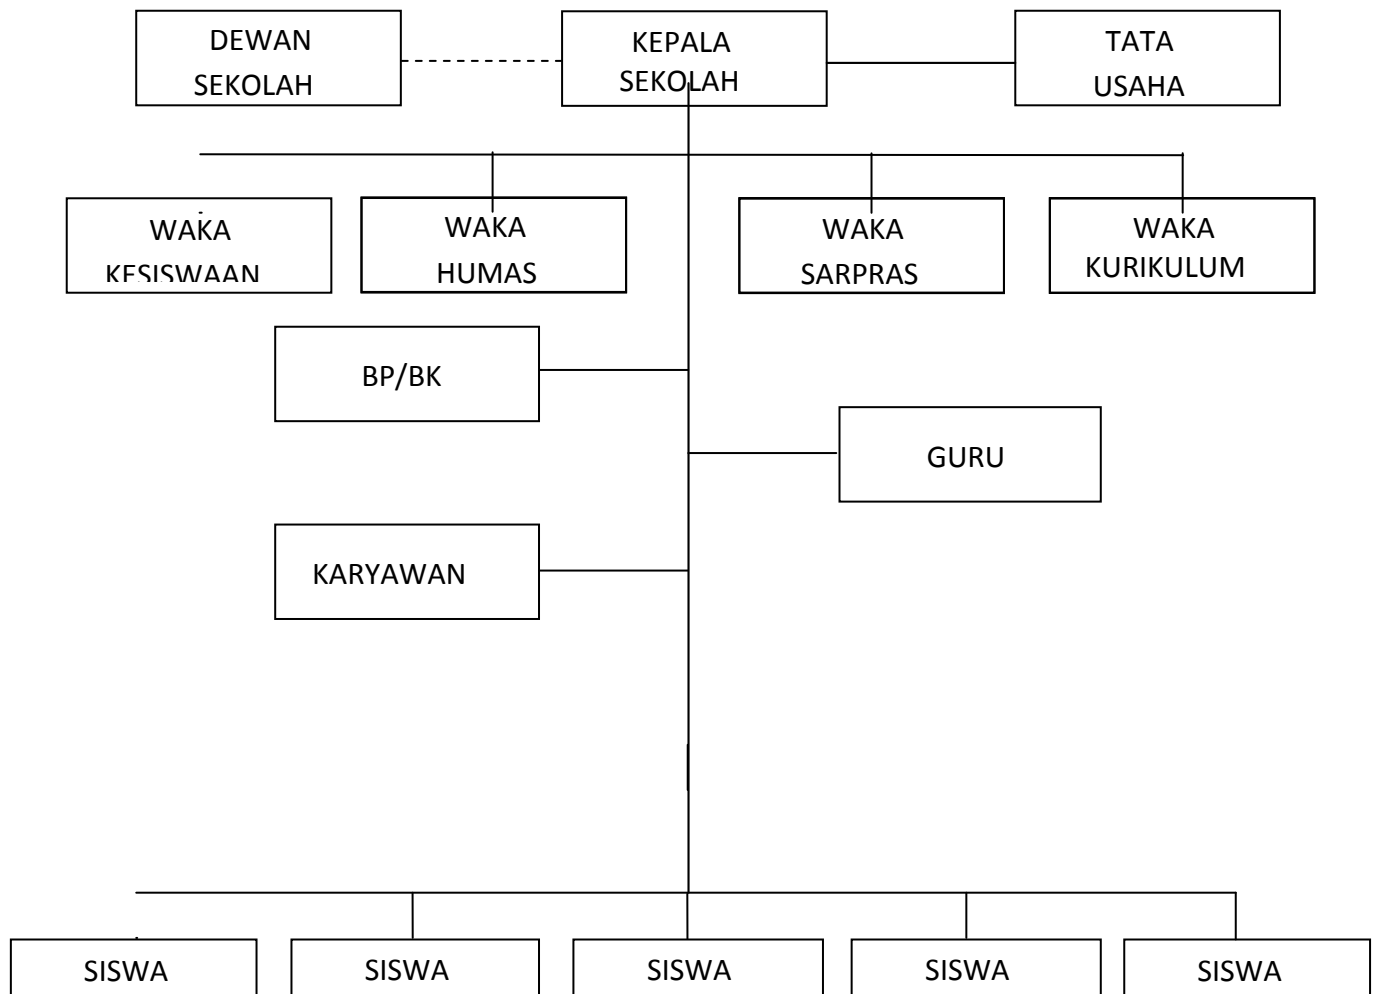 DEWAN
SEKOLAH
KEPALA
SEKOLAH
TATA
USAHA
WAKA
KESISWAAN
WAKA
HUMAS
WAKA
SARPRAS
WAKA
KURIKULUM
BP/BK
GURU
KARYAWAN
SISWA
SISWA
SISWA
SISWA
SISWA